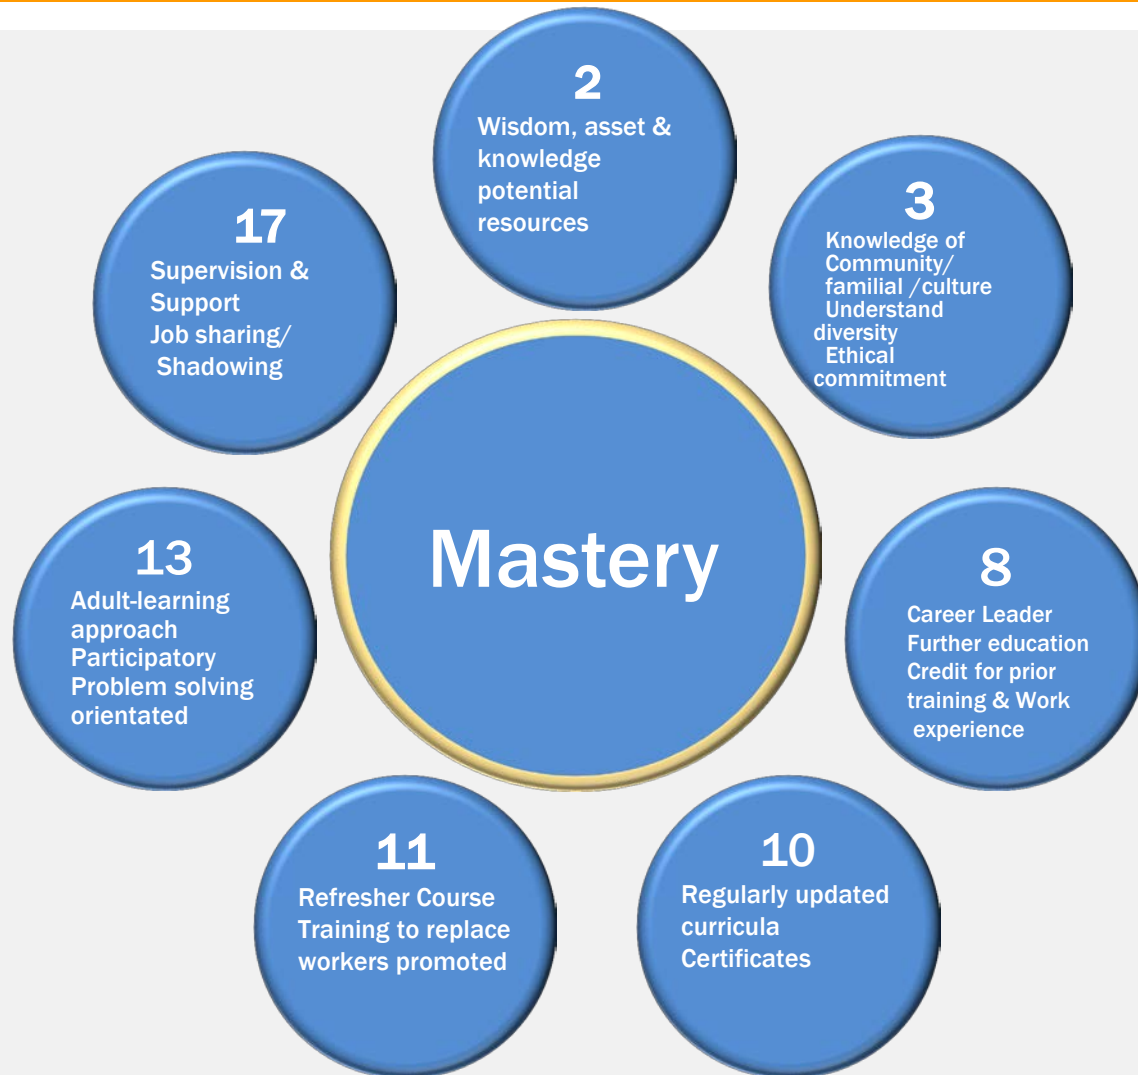 2
Wisdom, asset &
knowledge
potential
resources
3
Knowledge of
Community/
familial /culture
Understand
diversity
Ethical
commitment
17
Supervision &
Support
Job sharing/
Shadowing
Mastery
13
Adult-learning
approach
Participatory
Problem solving
orientated
8
Career Leader
Further education
Credit for prior
training & Work
experience
11
Refresher Course
Training to replace
workers promoted
10
Regularly updated
curricula
Certificates